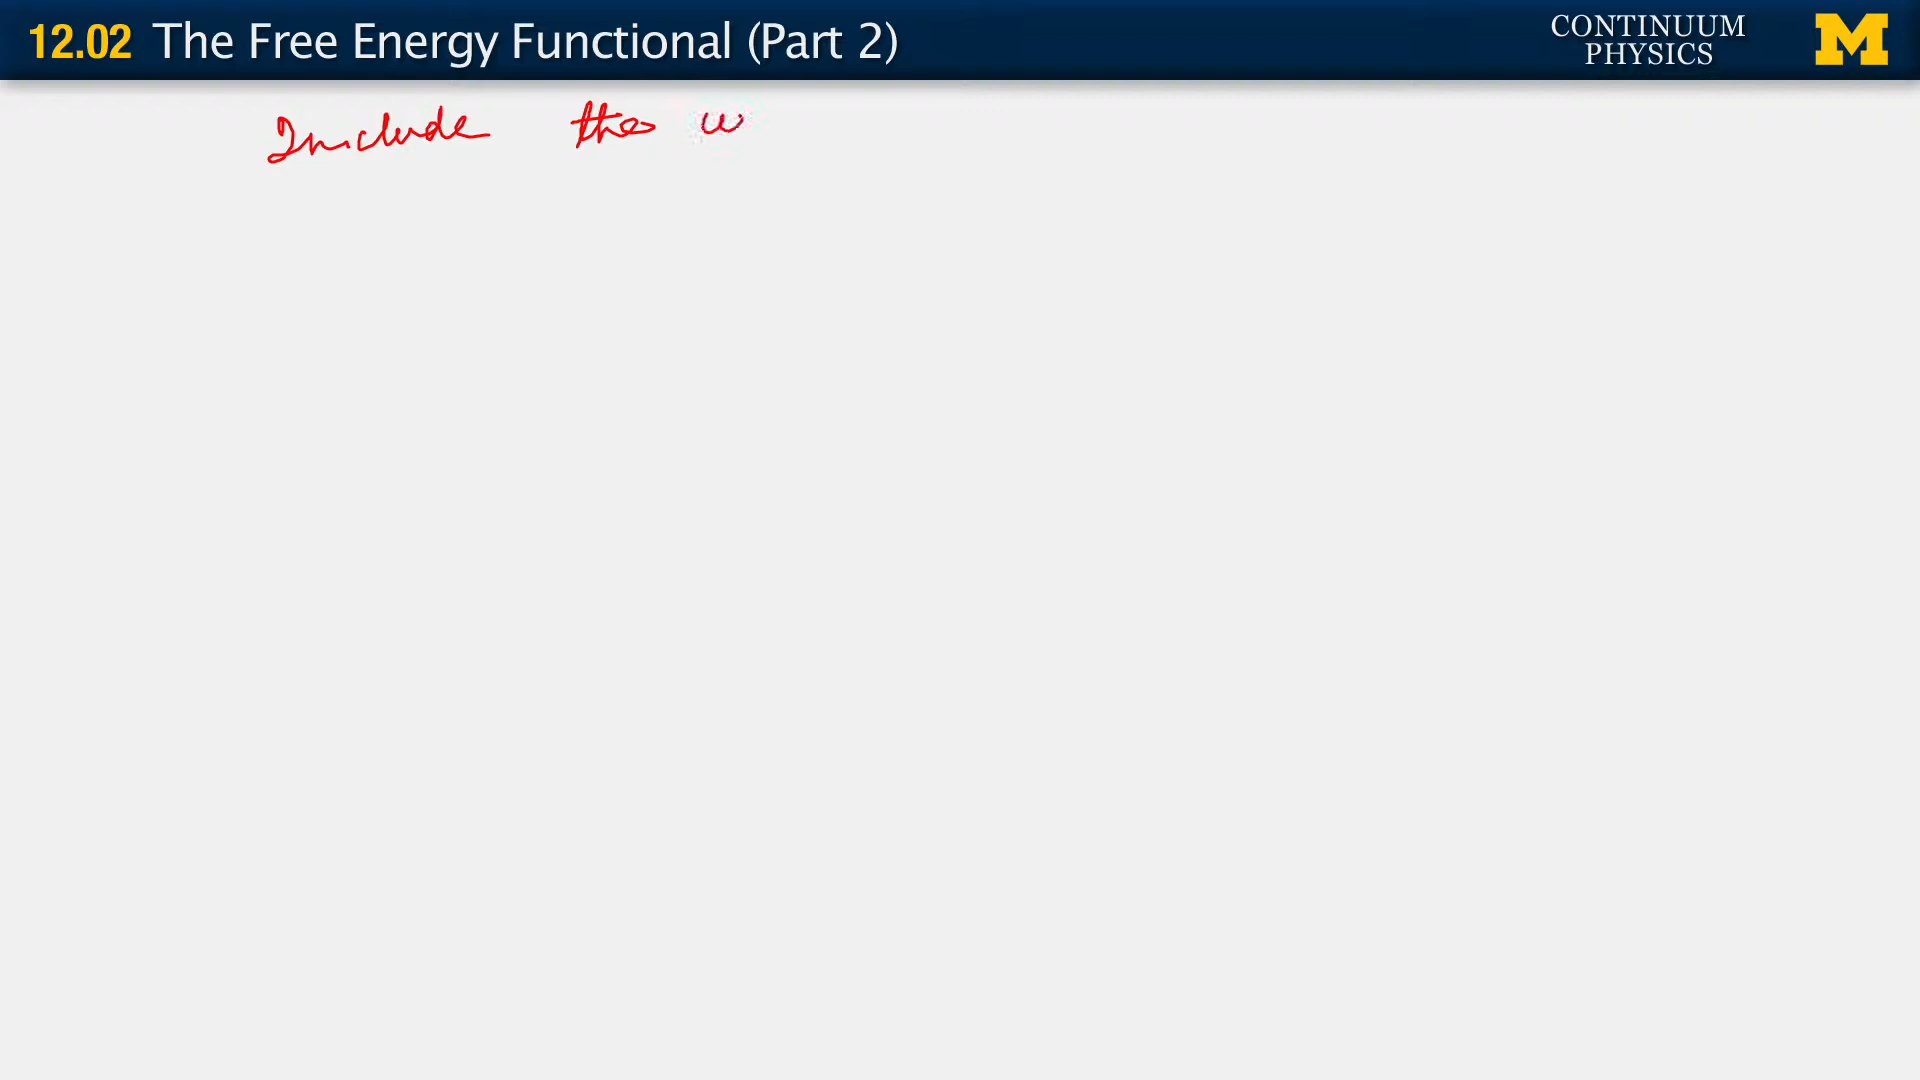 12.02 The Free Energy Functional (Part 2)
CONTINUUM
PHYSICS
M
Include the w